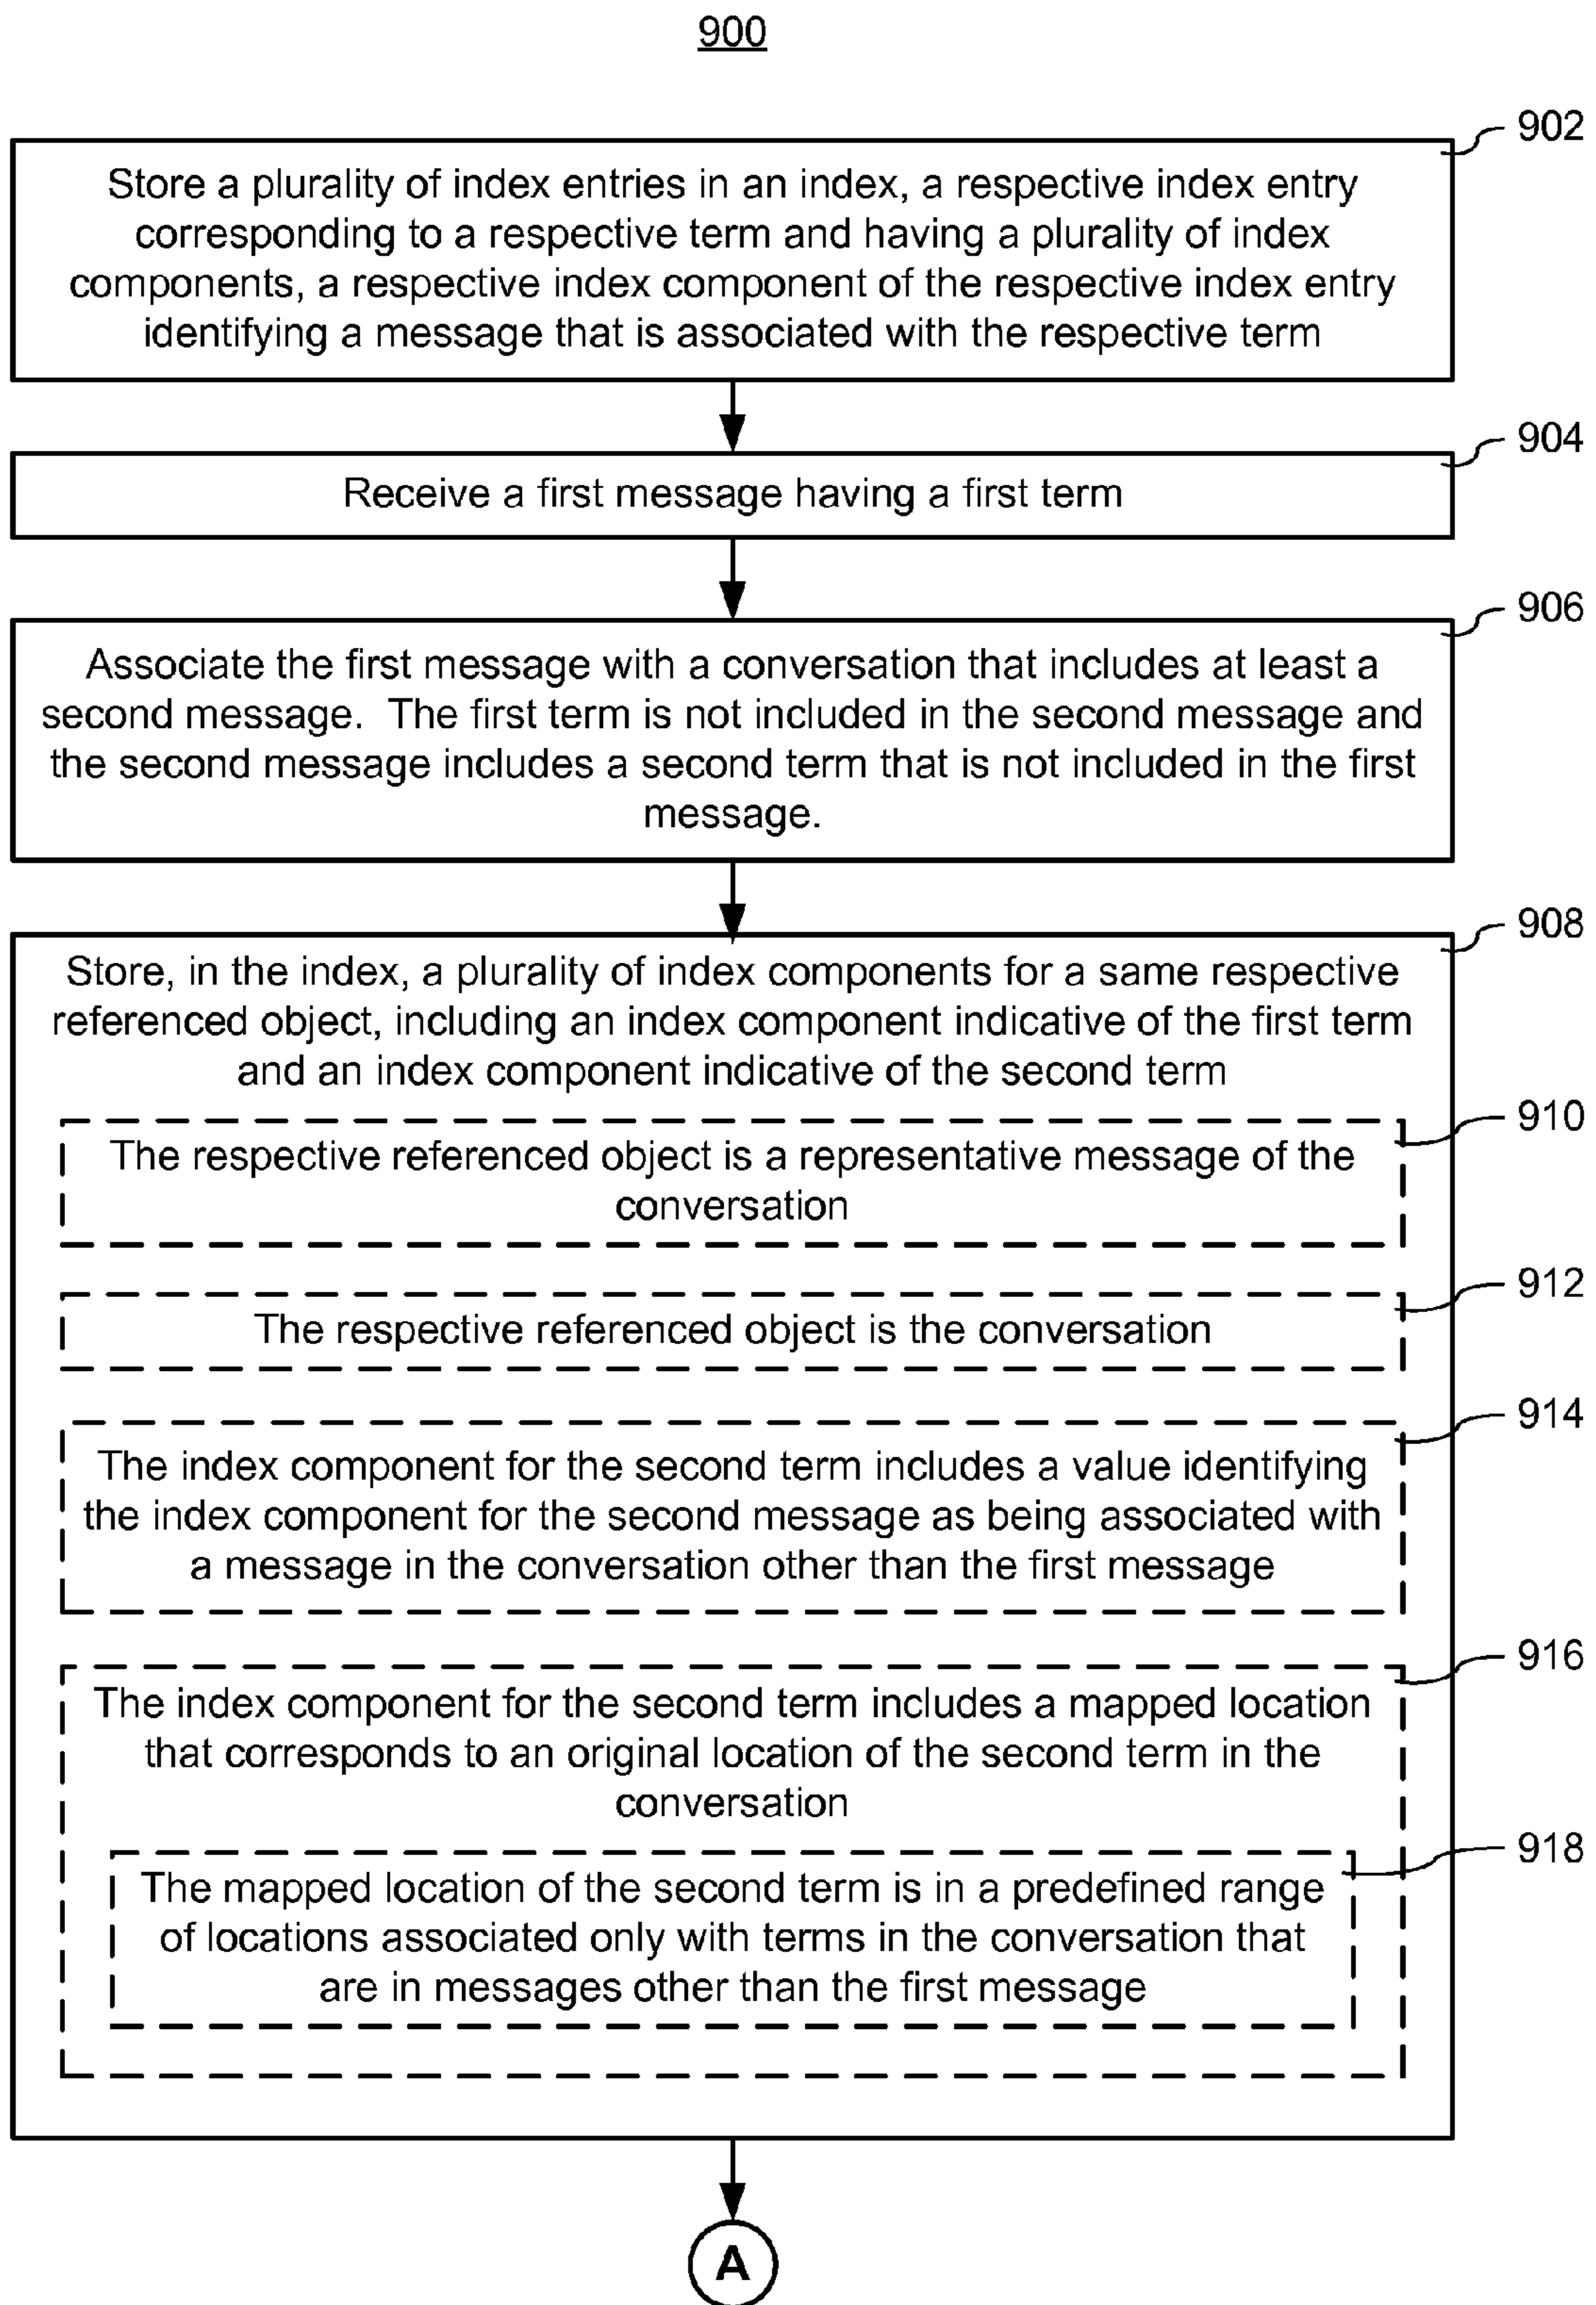 900
902
Store a plurality of index entries in an index, a respective index entry
corresponding to a respective term and having a plurality of index
components, a respective index component of the respective index entry
identifying a message that is associated with the respective term
904
Receive a first message having a first term
906
Associate the first message with a conversation that includes at least a
second message. The first term is not included in the second message and
the second message includes a second term that is not included in the first
message.
908
Store, in the index, a plurality of index components for a same respective
referenced object, including an index component indicative of the first term
and an index component indicative of the second term
910
The respective referenced object is a representative message of the
conversation
912
The respective referenced object is the conversation
914
The index component for the second term includes a value identifying
the index component for the second message as being associated with
a message in the conversation other than the first message
916
The index component for the second term includes a mapped location
that corresponds to an original location of the second term in the
conversation
918
The mapped location of the second term is in a predefined range
of locations associated only with terms in the conversation that
are in messages other than the first message
A